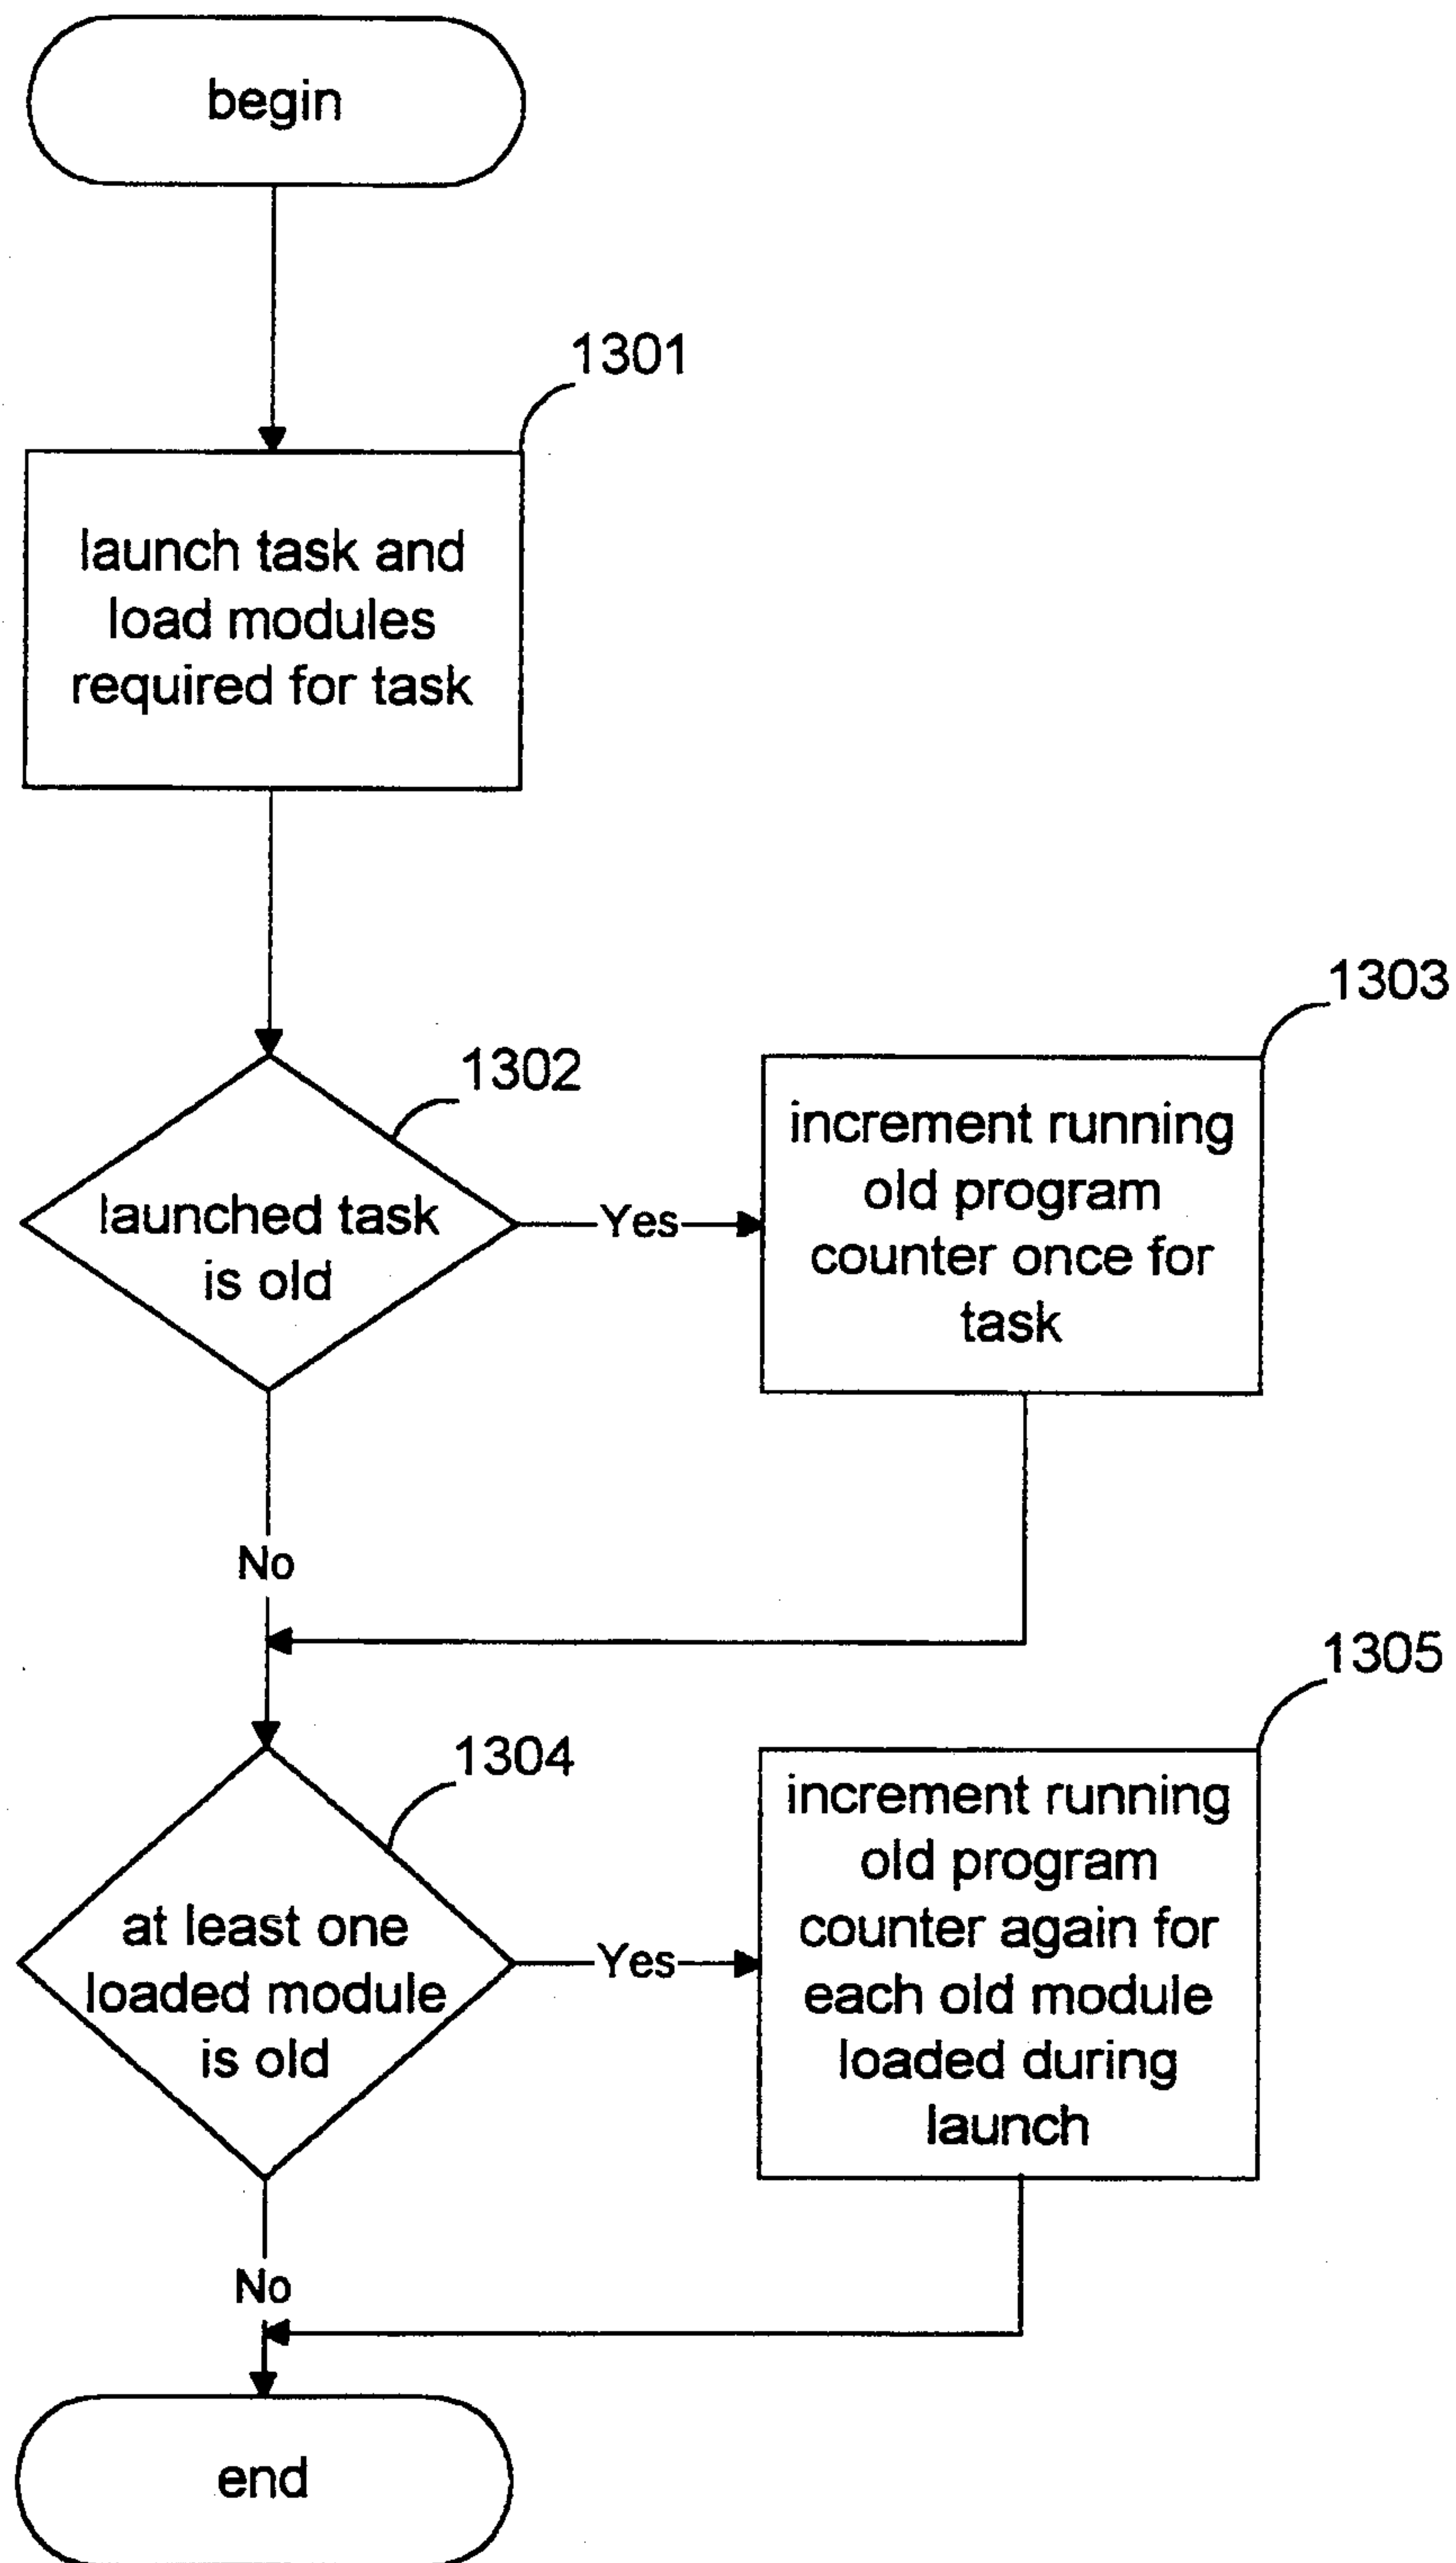 begin
1301
launch task and
load modules
required for task
1302
launched task
is old
Yes
1303
increment running
old program
counter once for
task
No
1304
at least one
loaded module
is old
Yes
1305
increment running
old program
counter again for
each old module
loaded during
launch
No
end